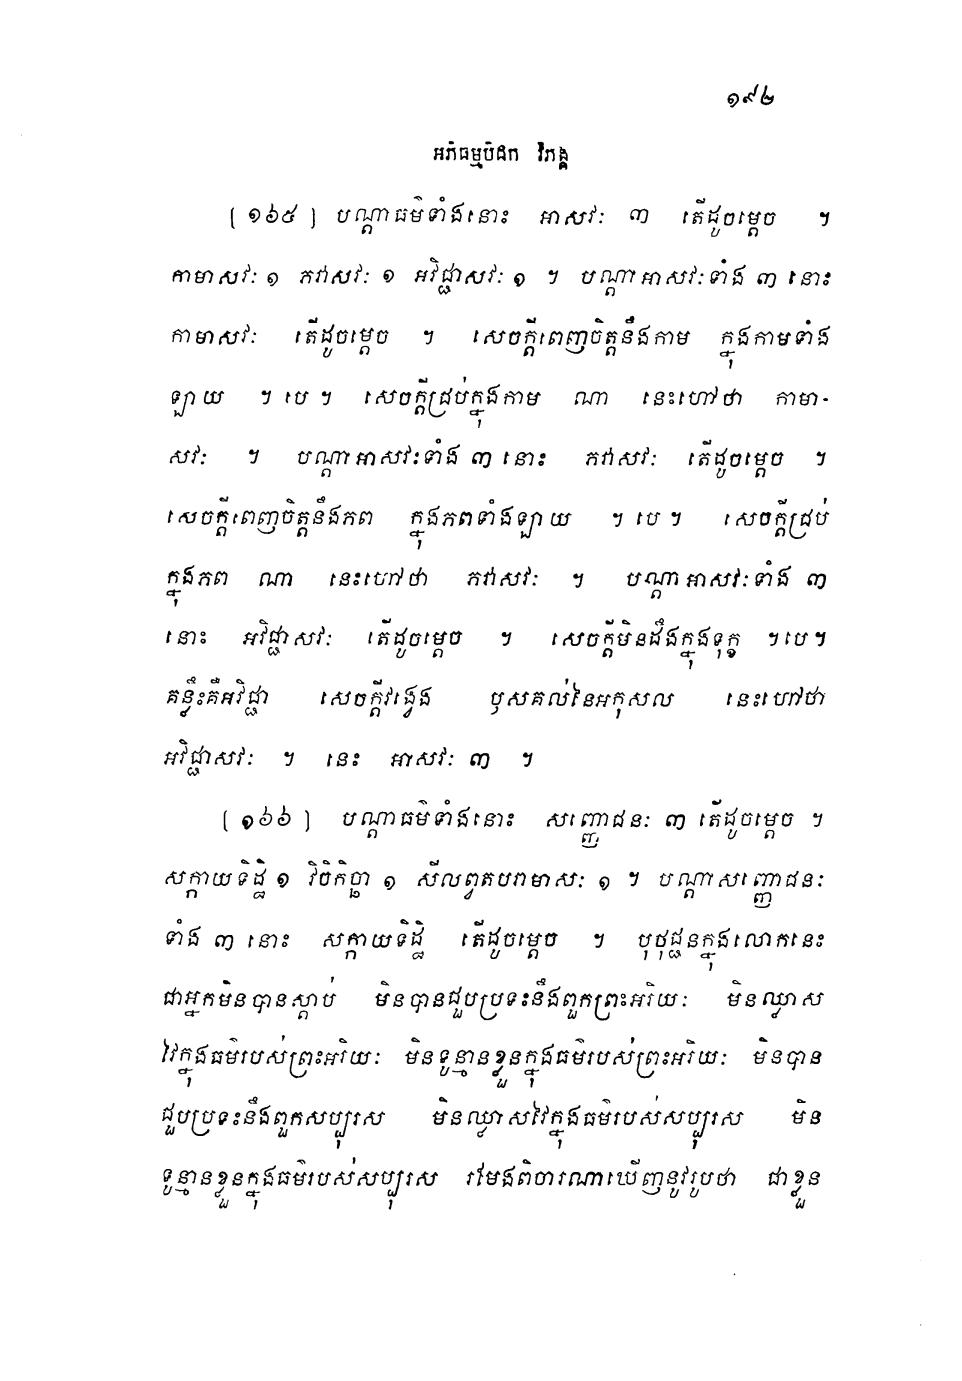 ១៩២
អភិធម្មបិដក វិភង្គ
(១៦៥) បណ្តាធម៌ទាំងនោះ អាសវៈ ៣ តើដូចម្តេច ។
កាមាសវៈ ១ ភវាសវៈ ១ អវិជ្ជាសវៈ ១ ។ បណ្តាអាសវៈទាំង ៣ នោះ
កាមាសវៈ តើដូចម្តេច ។ សេចក្តីពេញចិត្តនឹងកាម ក្នុងកាមទាំង
ឡាយ ។ បេ ។ សេចក្តីជ្រប់ក្នុងកាម ណា នេះហៅថា កាមា-
សវៈ ។ បណ្តាអាសវៈទាំង ៣ នោះ ភវាសវៈ តើដូចម្តេច ។
សេចក្តីពេញចិត្តនឹងភព ក្នុងភពទាំងឡាយ ។ បេ ។ សេចក្តីជ្រប់
ក្នុងភព ណា នេះហៅថា ភវាសវៈ ។ បណ្តាអាសវៈទាំង ៣
នោះ អវិជ្ជាសវៈ តើដូចម្តេច ។ សេចក្តីមិនដឹងក្នុងទុក្ខ ។ បេ ។
គន្លឹះគឺអវិជ្ជា សេចក្តីវង្វេង ឫសគល់នៃអកុសល នេះហៅថា
អវិជ្ជាសវៈ ។ នេះ អាសវៈ ៣ ។
(១៦៦) បណ្តាធម៌ទាំងនោះ សញ្ញោជនៈ ៣ តើដូចម្តេច ។
សក្កាយទិដ្ឋិ ១ វិចិកិច្ឆា ១ សីលព្វតបរាមាសៈ ១ ។ បណ្តាសញ្ញោជនៈ
ទាំង ៣ នោះ សក្កាយទិដ្ឋិ តើដូចម្តេច ។ បុថុជ្ជនក្នុងលោកនេះ
ជាអ្នកមិនបានស្តាប់ មិនបានជួបប្រទះនឹងពួកព្រះអរិយៈ មិនឈ្លាស
វៃក្នុងធម៌របស់ព្រះអរិយៈ មិនទូន្មានខ្លួនក្នុងធម៌របស់ព្រះអរិយៈ មិនបាន
ជួបប្រទះនឹងពួកសប្បុរស មិនឈ្លាសវៃក្នុងធម៌របស់សប្បុរស មិន
ទូន្មានខ្លួនក្នុងធម៌របស់សប្បុរស រមែងពិចារណាឃើញនូវរូបថា ជាខ្លួន